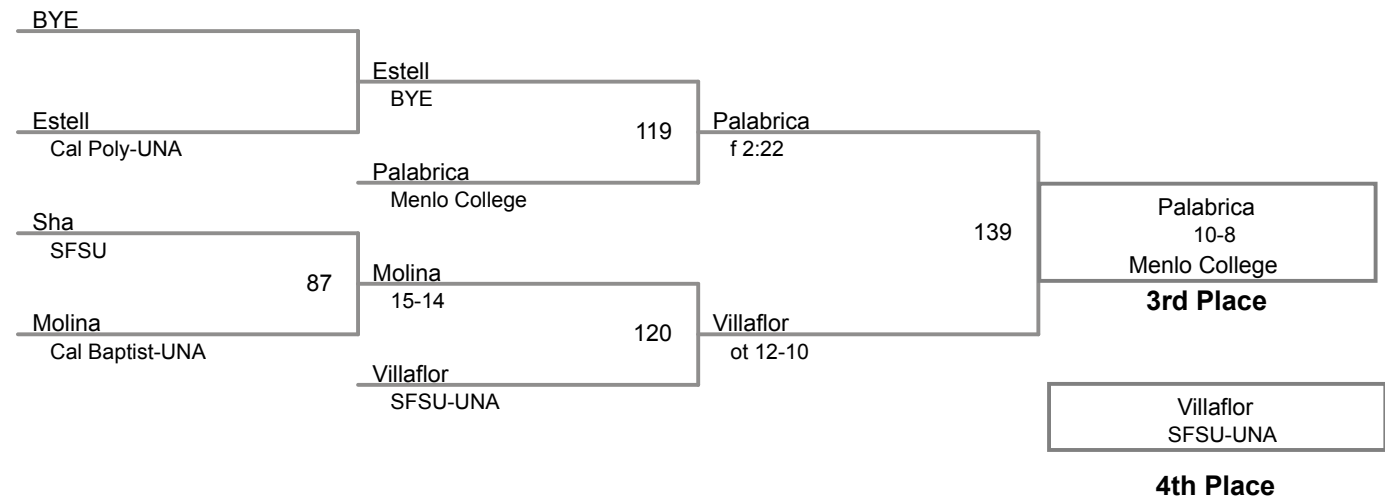 BYE
Estell
BYE
Estell
Cal Poly-UNA
119
Palabrica
f 2:22
Palabrica
Menlo College
Sha
SFSU
139
Palabrica
10-8
Menlo College
3rd Place
87
Molina
15-14
Molina
Cal Baptist-UNA
120
Villaflor
ot 12-10
Villaflor
SFSU-UNA
Villaflor
SFSU-UNA
4th Place